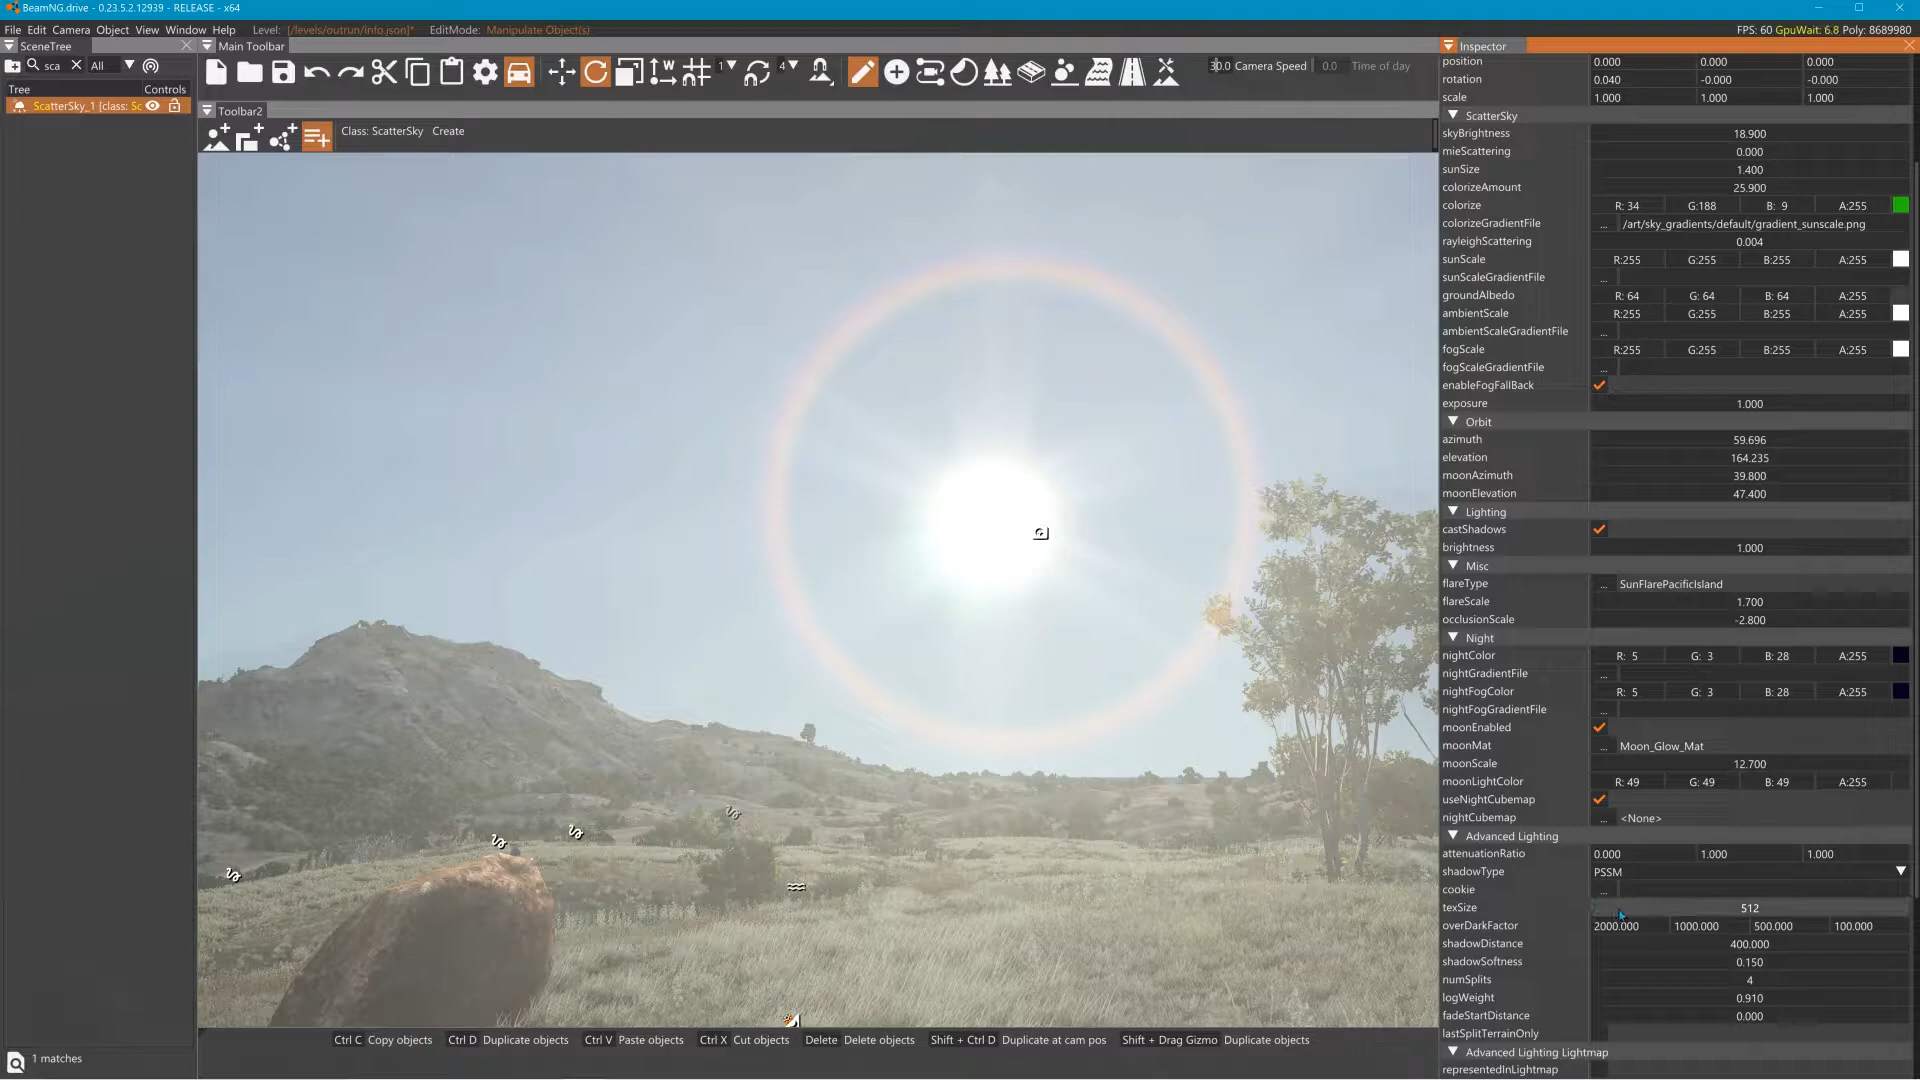 BeamNG.drive - 0.23.5.2.12939 - RELEASE - x64
File Edit Camera Object View Window Help Level: [/levels/outrun/info.json]* EditMode: Manipulate Object(s) FPS: 60 GpuWait: 6.8 Poly: 8689980
SceneTree
Main Toolbar
Inspector
sca All
1 4 30.0 Camera Speed 0.0 Time of day
Tree Controls
ScatterSky_1 [class: Sc
Toolbar2
Class: ScatterSky Create
position 0.000 0.000 0.000
rotation 0.040 -0.000 -0.000
scale 1.000 1.000 1.000
ScatterSky
skyBrightness 18.900
mieScattering 0.000
sunSize 1.400
colorizeAmount 25.900
colorize R: 34 G:188 B: 9 A:255
colorizeGradientFile ... /art/sky_gradients/default/gradient_sunscale.png
rayleighScattering 0.004
sunScale R:255 G:255 B:255 A:255
sunScaleGradientFile ...
groundAlbedo R: 64 G: 64 B: 64 A:255
ambientScale R:255 G:255 B:255 A:255
ambientScaleGradientFile ...
fogScale R:255 G:255 B:255 A:255
fogScaleGradientFile ...
enableFogFallBack
exposure 1.000
Orbit
azimuth 59.696
elevation 164.235
moonAzimuth 39.800
moonElevation 47.400
Lighting
castShadows
brightness 1.000
Misc
flareType ... SunFlarePacificIsland
flareScale 1.700
occlusionScale -2.800
Night
nightColor R: 5 G: 3 B: 28 A:255
nightGradientFile ...
nightFogColor R: 5 G: 3 B: 28 A:255
nightFogGradientFile ...
moonEnabled
moonMat ... Moon_Glow_Mat
moonScale 12.700
moonLightColor R: 49 G: 49 B: 49 A:255
useNightCubemap
nightCubemap ... <None>
Advanced Lighting
attenuationRatio 0.000 1.000 1.000
shadowType PSSM
cookie ...
texSize 512
overDarkFactor 2000.000 1000.000 500.000 100.000
shadowDistance 400.000
shadowSoftness 0.150
numSplits 4
logWeight 0.910
fadeStartDistance 0.000
lastSplitTerrainOnly
Advanced Lighting Lightmap
representedInLightmap
Ctrl C Copy objects Ctrl D Duplicate objects Ctrl V Paste objects Ctrl X Cut objects Delete Delete objects Shift + Ctrl D Duplicate at cam pos Shift + Drag Gizmo Duplicate objects
1 matches